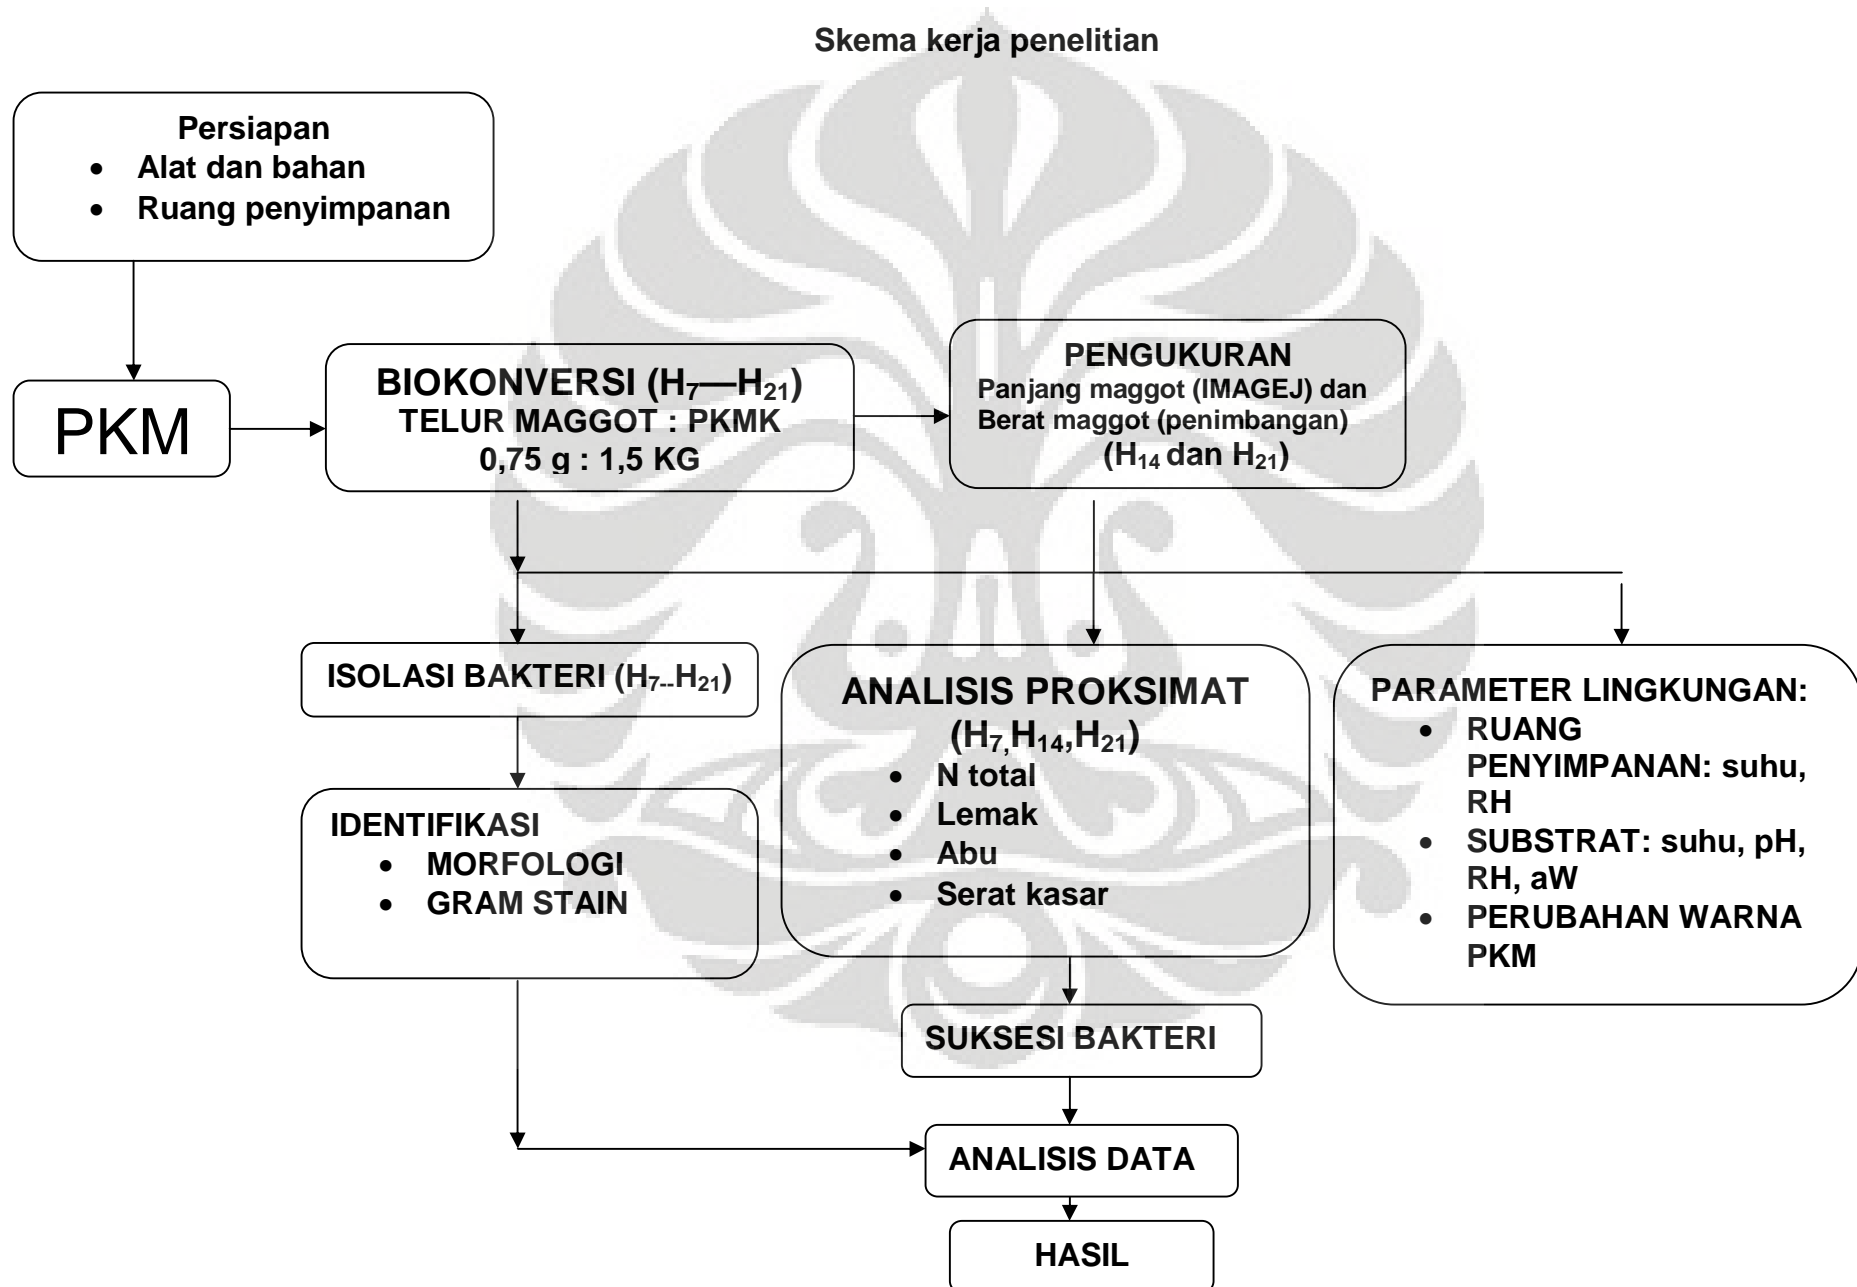 Skema kerja penelitian
Persiapan
• Alat dan bahan
• Ruang penyimpanan
PKM
BIOKONVERSI (H₇—H₂₁)
TELUR MAGGOT : PKMK
0,75 g : 1,5 KG
PENGUKURAN
Panjang maggot (IMAGEJ) dan
Berat maggot (penimbangan)
(H₁₄ dan H₂₁)
ISOLASI BAKTERI (H₇₋₋H₂₁)
IDENTIFIKASI
• MORFOLOGI
• GRAM STAIN
ANALISIS PROKSIMAT
(H₇,H₁₄,H₂₁)
• N total
• Lemak
• Abu
• Serat kasar
PARAMETER LINGKUNGAN:
• RUANG
PENYIMPANAN: suhu,
RH
• SUBSTRAT: suhu, pH,
RH, aW
• PERUBAHAN WARNA
PKM
SUKSESI BAKTERI
ANALISIS DATA
HASIL